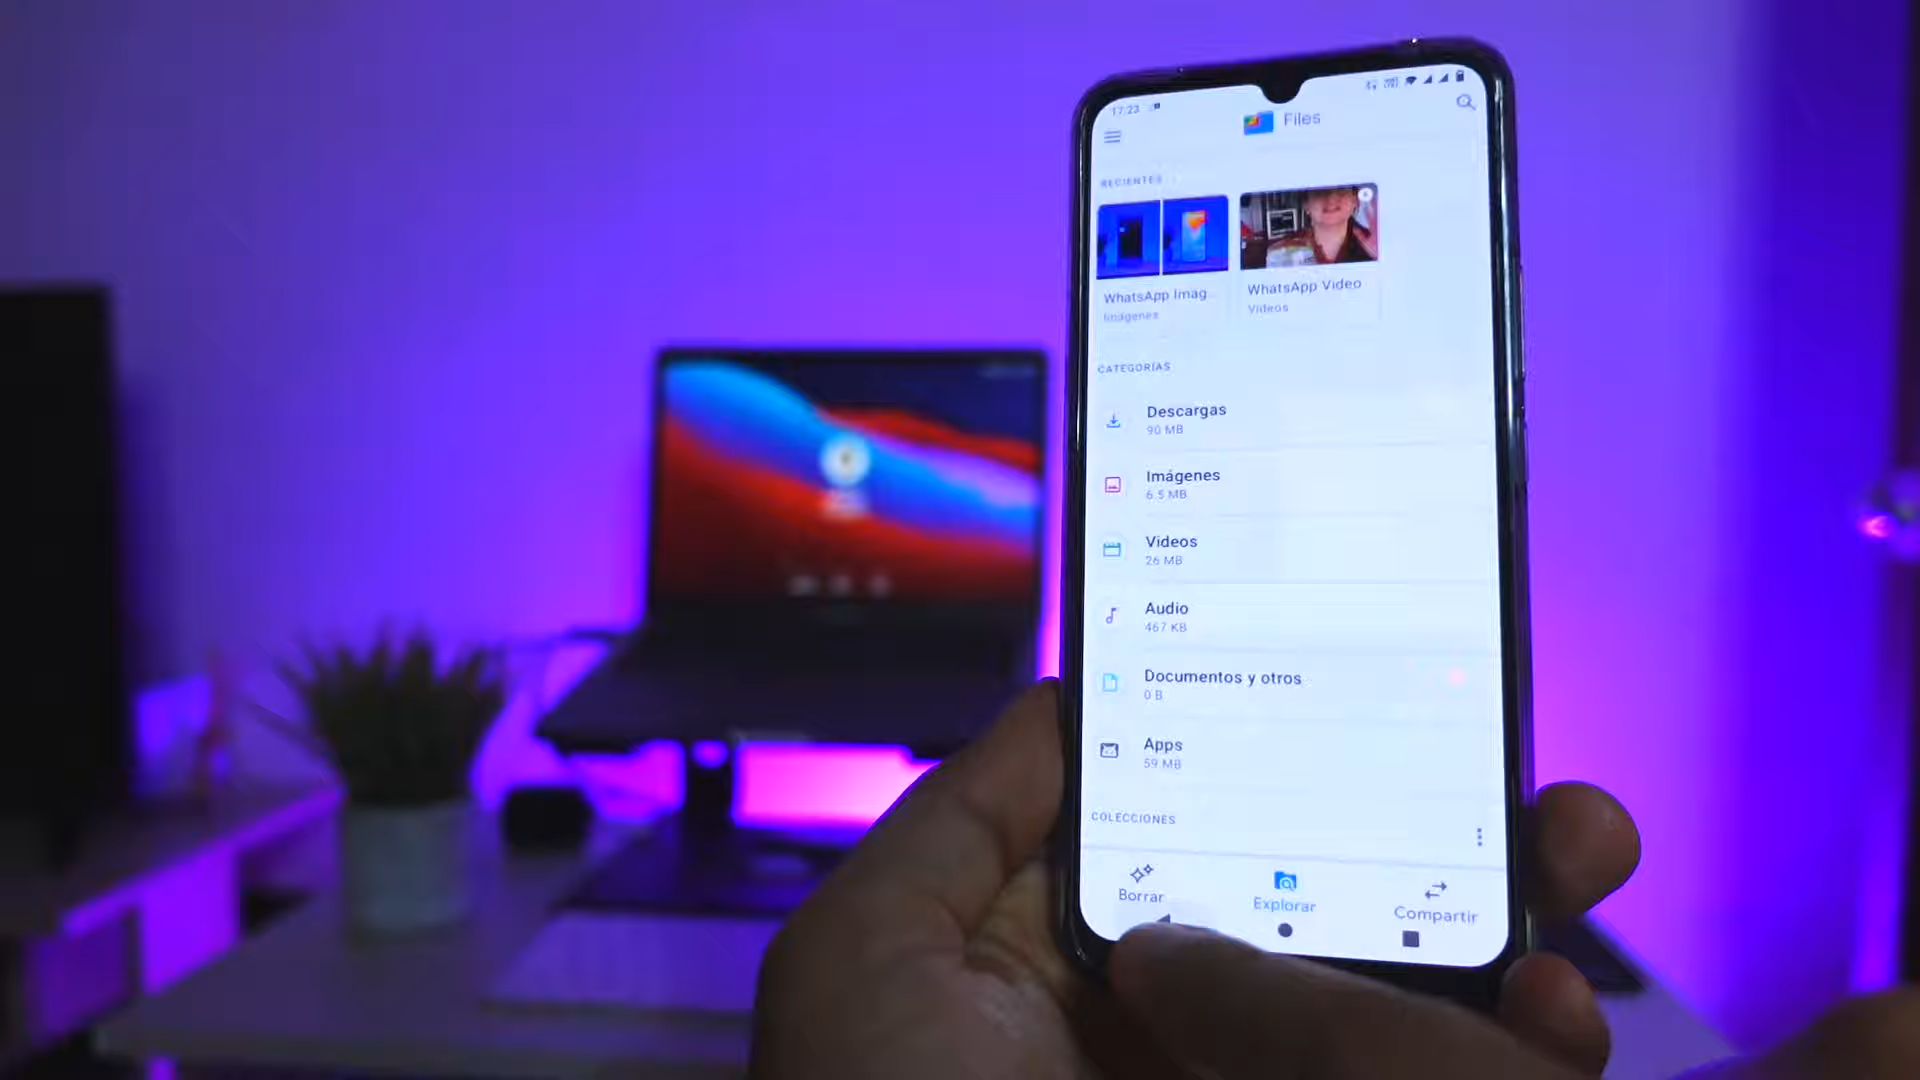 17:23
Files
RECIENTES
WhatsApp Imag...
Imágenes
WhatsApp Video
Videos
CATEGORÍAS
Descargas
90 MB
Imágenes
6.5 MB
Videos
26 MB
Audio
467 KB
Documentos y otros
0 B
Apps
59 MB
COLECCIONES
Borrar
Explorar
Compartir